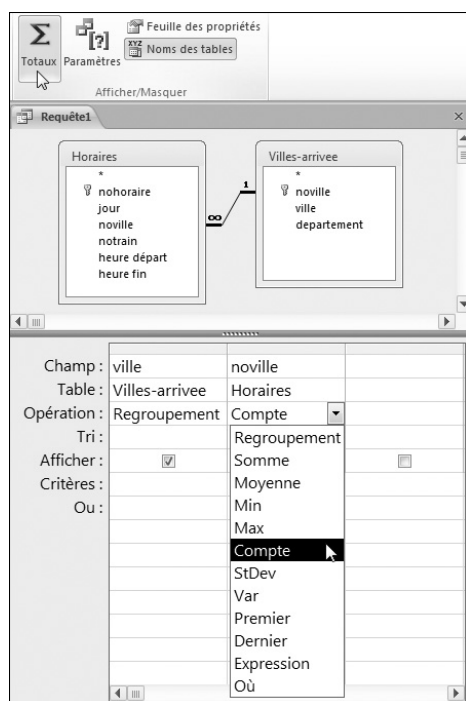 Σ
[?]
Feuille des propriétés
XYZ Noms des tables
Totaux Paramètres
Afficher/Masquer
Requête1
Horaires
*
nohoraire
jour
noville
notrain
heure départ
heure fin
∞
1
Villes-arrivee
*
noville
ville
departement
Champ : ville noville
Table : Villes-arrivee Horaires
Opération : Regroupement Compte
Tri :
Afficher :
Critères :
Ou :
Regroupement
Somme
Moyenne
Min
Max
Compte
StDev
Var
Premier
Dernier
Expression
Où